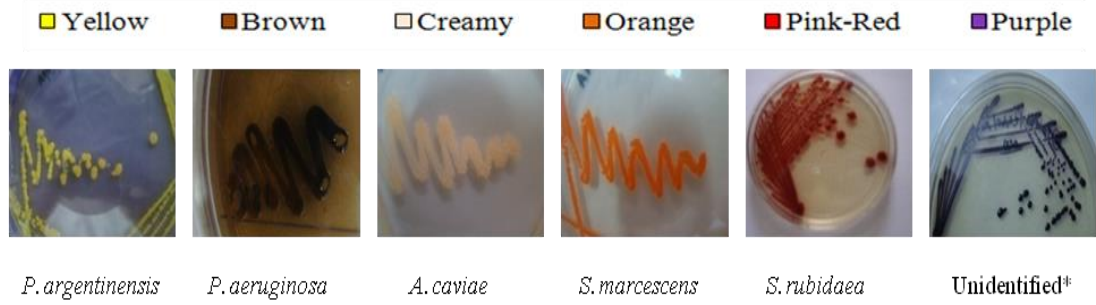 Yellow Brown Creamy Orange Pink-Red Purple
P. argentinensis P. aeruginosa A. caviae S. marcescens S. rubidaea Unidentified*